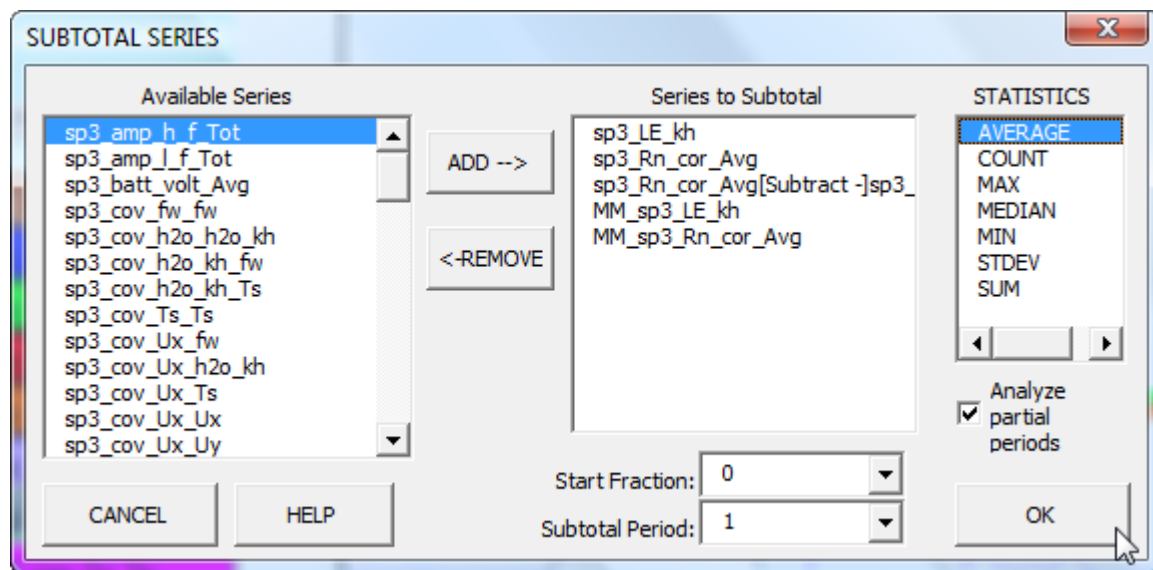 SUBTOTAL SERIES
Available Series
sp3_amp_h_f_Tot
sp3_amp_l_f_Tot
sp3_batt_volt_Avg
sp3_cov_fw_fw
sp3_cov_h2o_h2o_kh
sp3_cov_h2o_kh_fw
sp3_cov_h2o_kh_Ts
sp3_cov_Ts_Ts
sp3_cov_Ux_fw
sp3_cov_Ux_h2o_kh
sp3_cov_Ux_Ts
sp3_cov_Ux_Ux
sp3_cov_Ux_Uy
ADD -->
<-REMOVE
Series to Subtotal
sp3_LE_kh
sp3_Rn_cor_Avg
sp3_Rn_cor_Avg[Subtract -]sp3_
MM_sp3_LE_kh
MM_sp3_Rn_cor_Avg
STATISTICS
AVERAGE
COUNT
MAX
MEDIAN
MIN
STDEV
SUM
Analyze
partial
periods
Start Fraction: 0
Subtotal Period: 1
CANCEL
HELP
OK